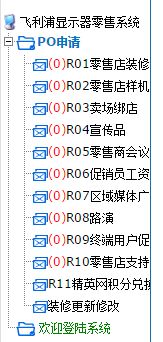 飞利浦显示器零售系统
PO申请
(0)R01零售店装修
(0)R02零售店样机
(0)R03卖场绑店
(0)R04宣传品
(0)R05零售商会议
(0)R06促销员工资
(0)R07区域媒体广
(0)R08路演
(0)R09终端用户促
(0)R10零售店支持
R11精英网积分兑
装修更新修改
欢迎登陆系统